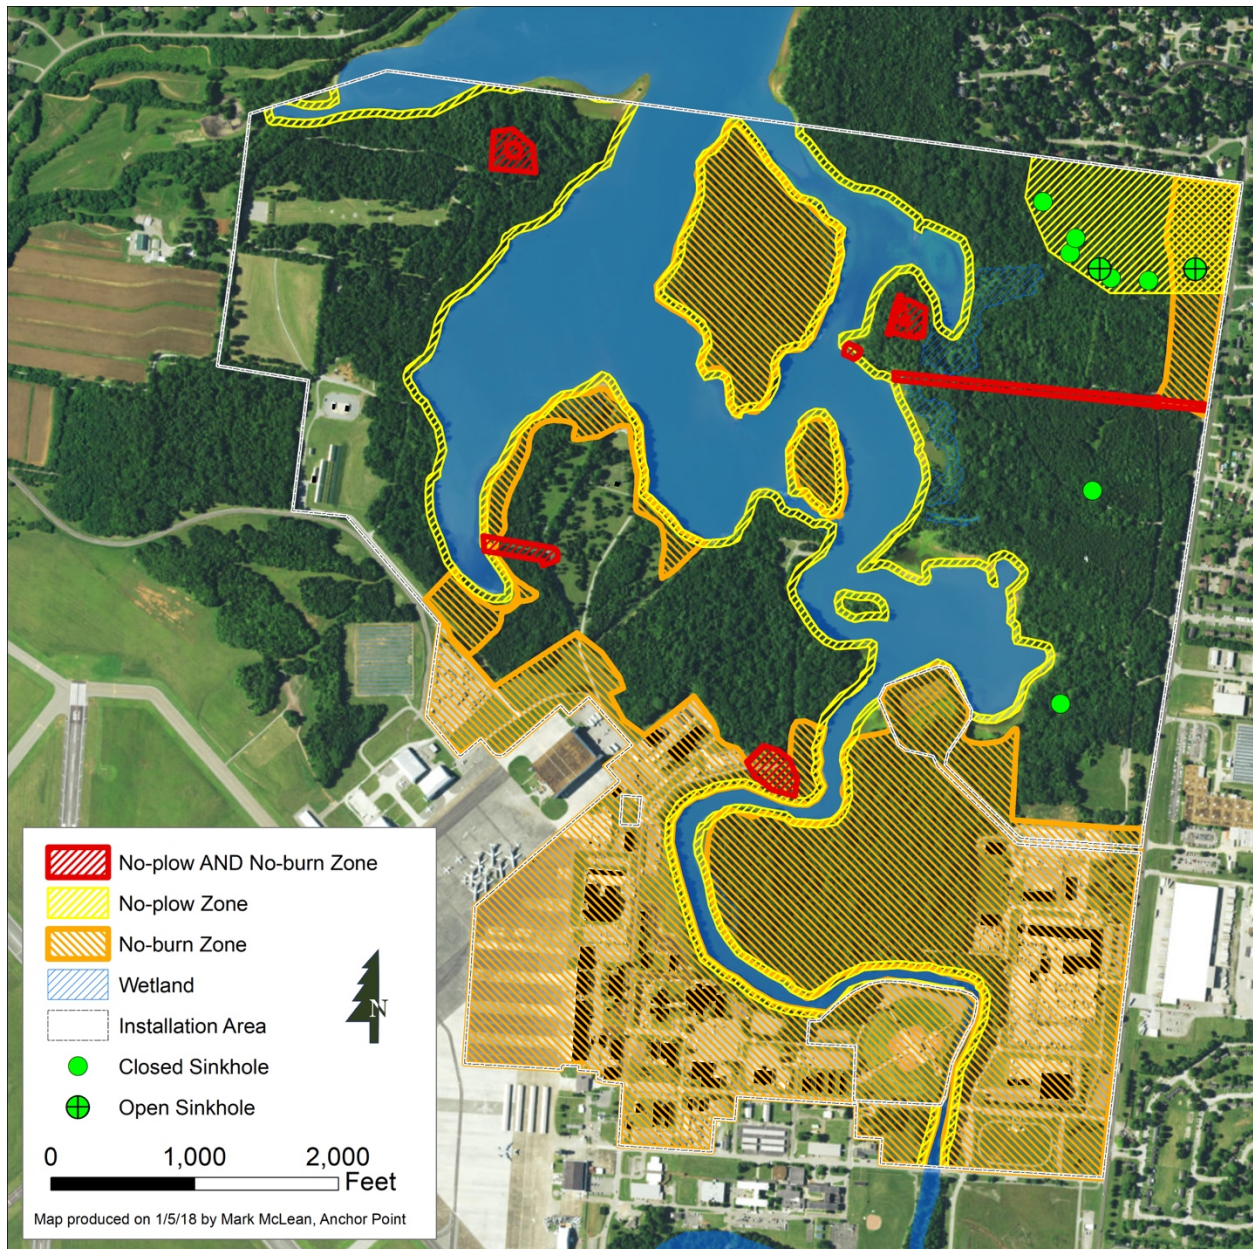 No-plow AND No-burn Zone
No-plow Zone
No-burn Zone
Wetland
Installation Area
Closed Sinkhole
Open Sinkhole
N
0 1,000 2,000
Feet
Map produced on 1/5/18 by Mark McLean, Anchor Point